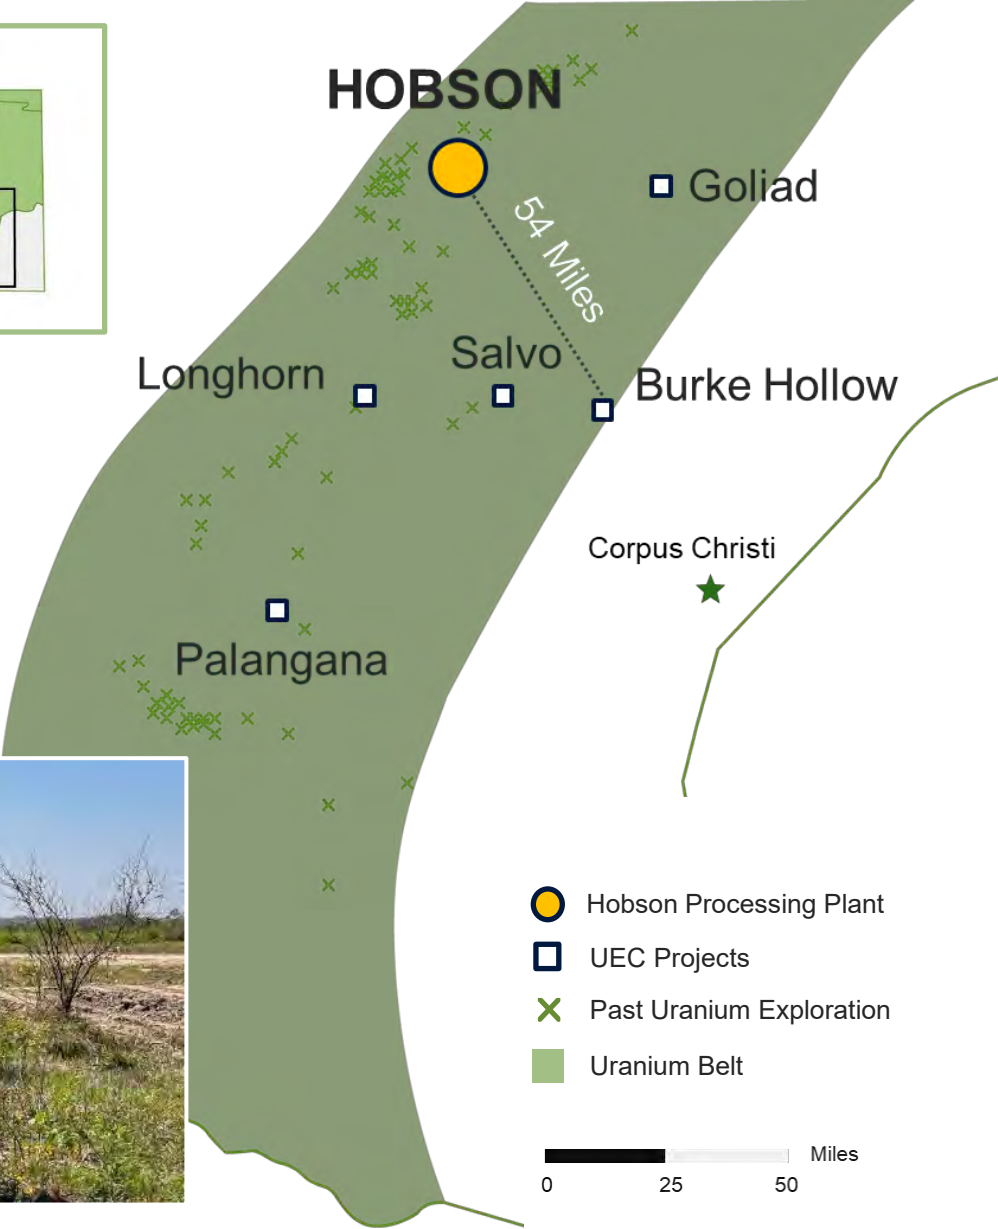 HOBSON
Goliad
54 Miles
Salvo
Longhorn
Burke Hollow
Corpus Christi
Palangana
Hobson Processing Plant
UEC Projects
Past Uranium Exploration
Uranium Belt
Miles
0 25 50